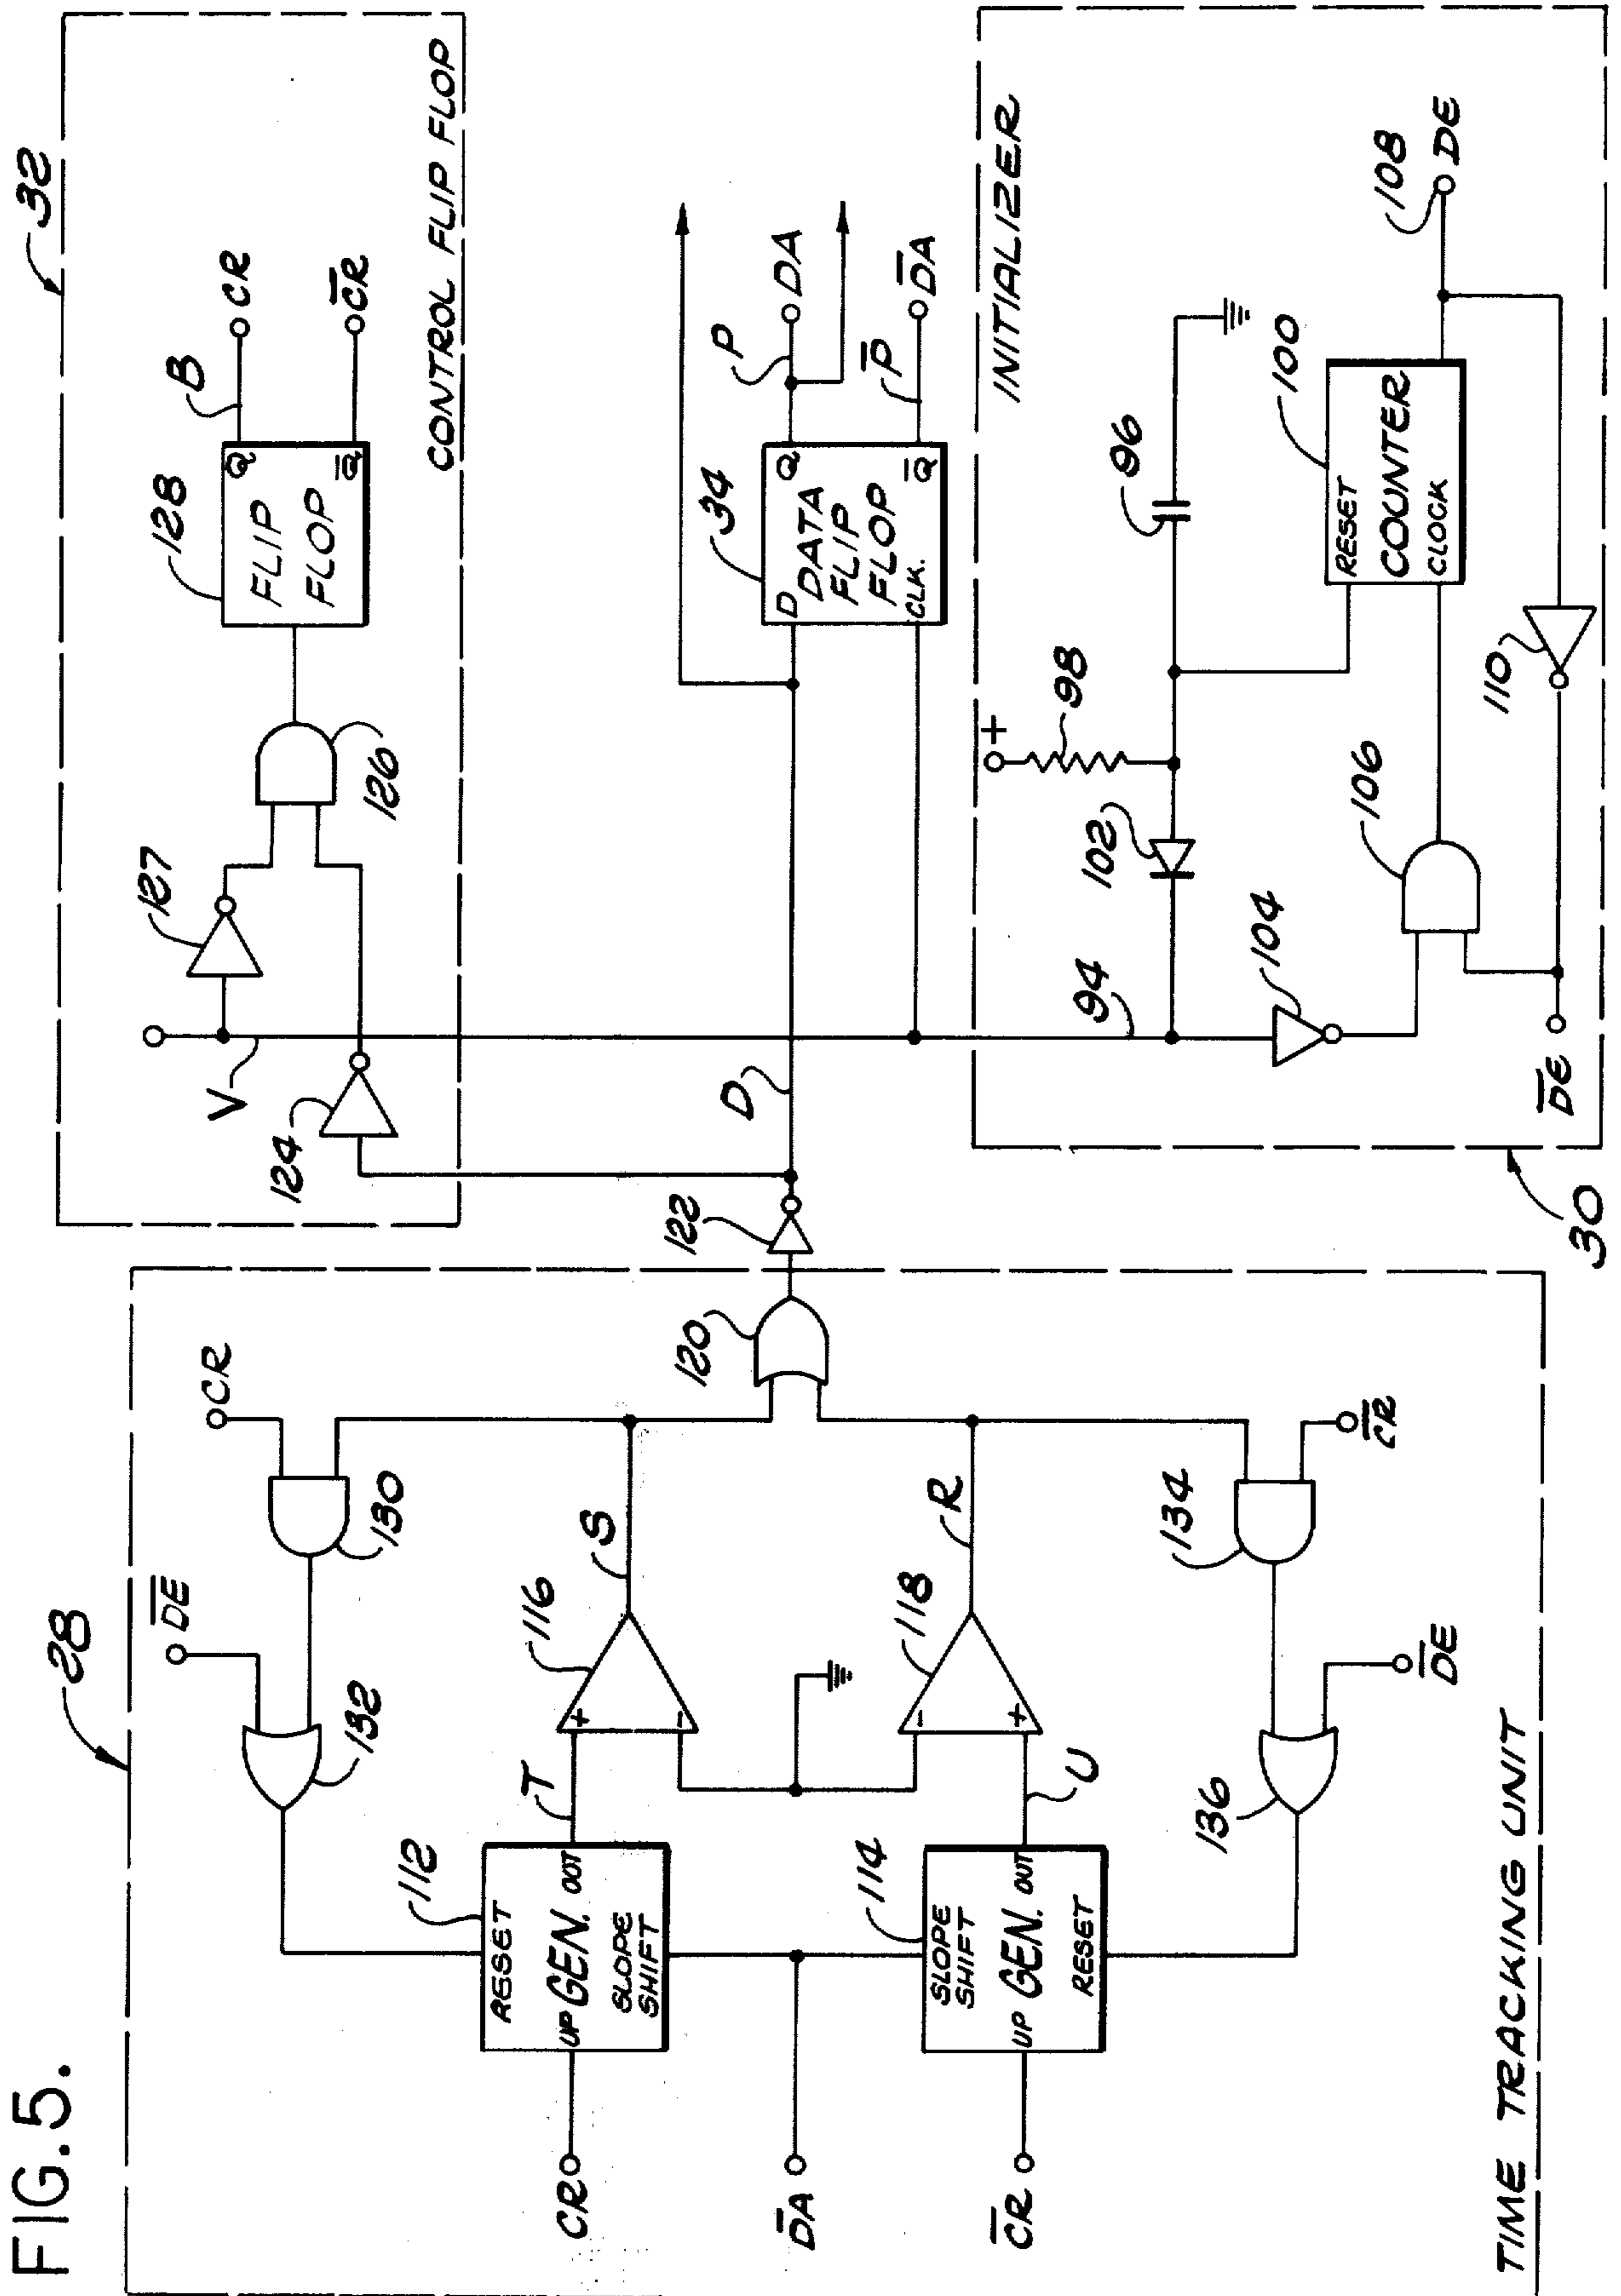 FIG.5.
28
CR
D̅E̅
130
132
112
RESET
UP GEN. OUT
SLOPE SHIFT
CR
T
116
+
-
S
120
122
D̅A̅
114
SLOPE SHIFT
UP GEN. OUT
RESET
C̅R̅
U
118
-
+
R
134
C̅R̅
136
D̅E̅
TIME TRACKING UNIT
32
V
127
124
126
128
FLIP FLOP
Q
Q̅
B
CR
C̅R̅
CONTROL FLIP FLOP
D
34
D
DATA FLIP FLOP
CLK.
Q
Q̅
P
DA
P̅
D̅A̅
INITIALIZER
+
98
96
102
94
104
106
100
RESET
COUNTER
CLOCK
108
DE
110
D̅E̅
30